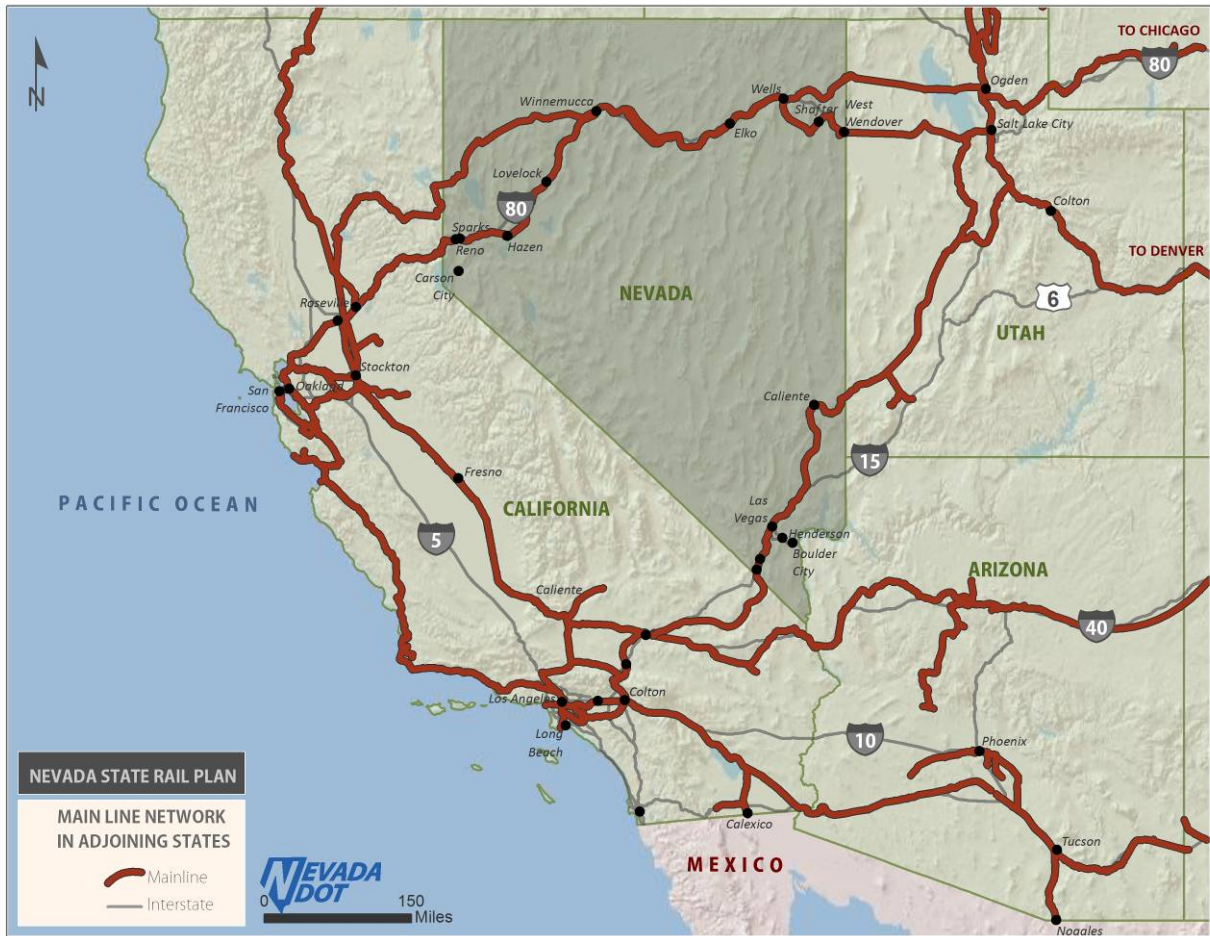 TO CHICAGO
80
Ogden
Wells
Shafter
West
Wendover
Winnemucca
Elko
Salt Lake City
N
Lovelock
80
Colton
Sparks
Reno
Hazen
TO DENVER
Carson
City
NEVADA
6
Roseville
UTAH
Stockton
Oakland
San
Francisco
Caliente
15
Fresno
PACIFIC OCEAN
CALIFORNIA
Las
Vegas
Henderson
Boulder
City
5
ARIZONA
Caliente
40
Los Angeles
Colton
Long
Beach
10
Phoenix
Calexico
Tucson
MEXICO
Nogales
NEVADA STATE RAIL PLAN
MAIN LINE NETWORK
IN ADJOINING STATES
Mainline
Interstate
NEVADA
DOT
0 150
Miles